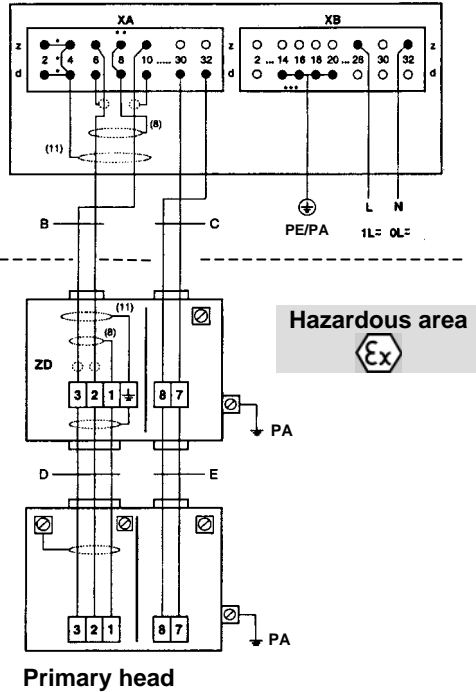 XA XB
z z
2 4 6 8 10 ..... 30 32 2 ... 14 16 18 20 ... 28 30 32
d d
(8)
(11)
B C
PE/PA
L N
1L= 0L=
Hazardous area
Ex
(11)
(8)
ZD
3 2 1 8 7
PA
D E
3 2 1 8 7
PA
Primary head